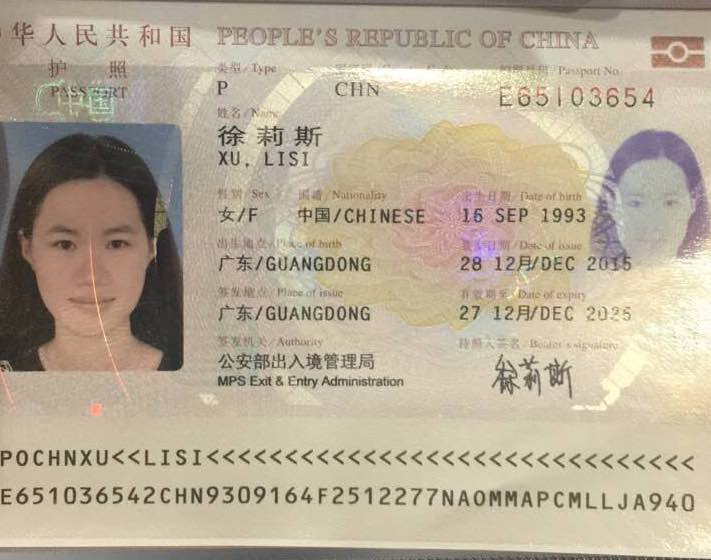 华人民共和国 PEOPLE'S REPUBLIC OF CHINA
护 照
PASSPORT
中国
类型/Type
Passport No.
P
CHN
E65103654
姓名/Name
徐莉斯
XU, LISI
性别/Sex
国籍/Nationality
出生日期/Date of birth
女/F
中国/CHINESE
16 SEP 1993
出生地点/Place of birth
签发日期/Date of issue
广东/GUANGDONG
28 12月/DEC 2015
签发地点/Place of issue
有效期至/Date of expiry
广东/GUANGDONG
27 12月/DEC 2025
签发机关/Authority
持照人签名/Bearer's signature
公安部出入境管理局
MPS Exit & Entry Administration
徐莉斯
POCHNXU<<LISI<<<<<<<<<<<<<<<<<<<<<<<<<<<<<<<
E651036542CHN9309164F2512277NAOMMAPCMLLJA940